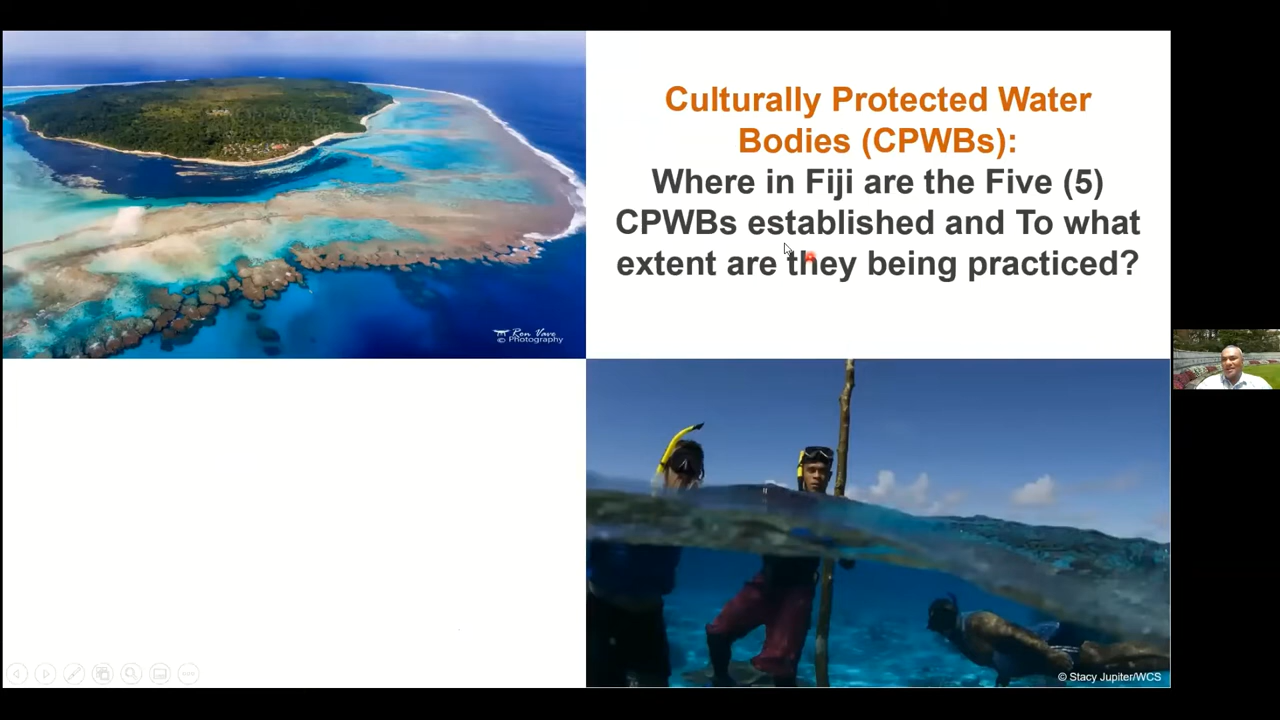 Culturally Protected Water
Bodies (CPWBs):
Where in Fiji are the Five (5)
CPWBs established and To what
extent are they being practiced?
Ron Vave
© Photography
© Stacy Jupiter/WCS